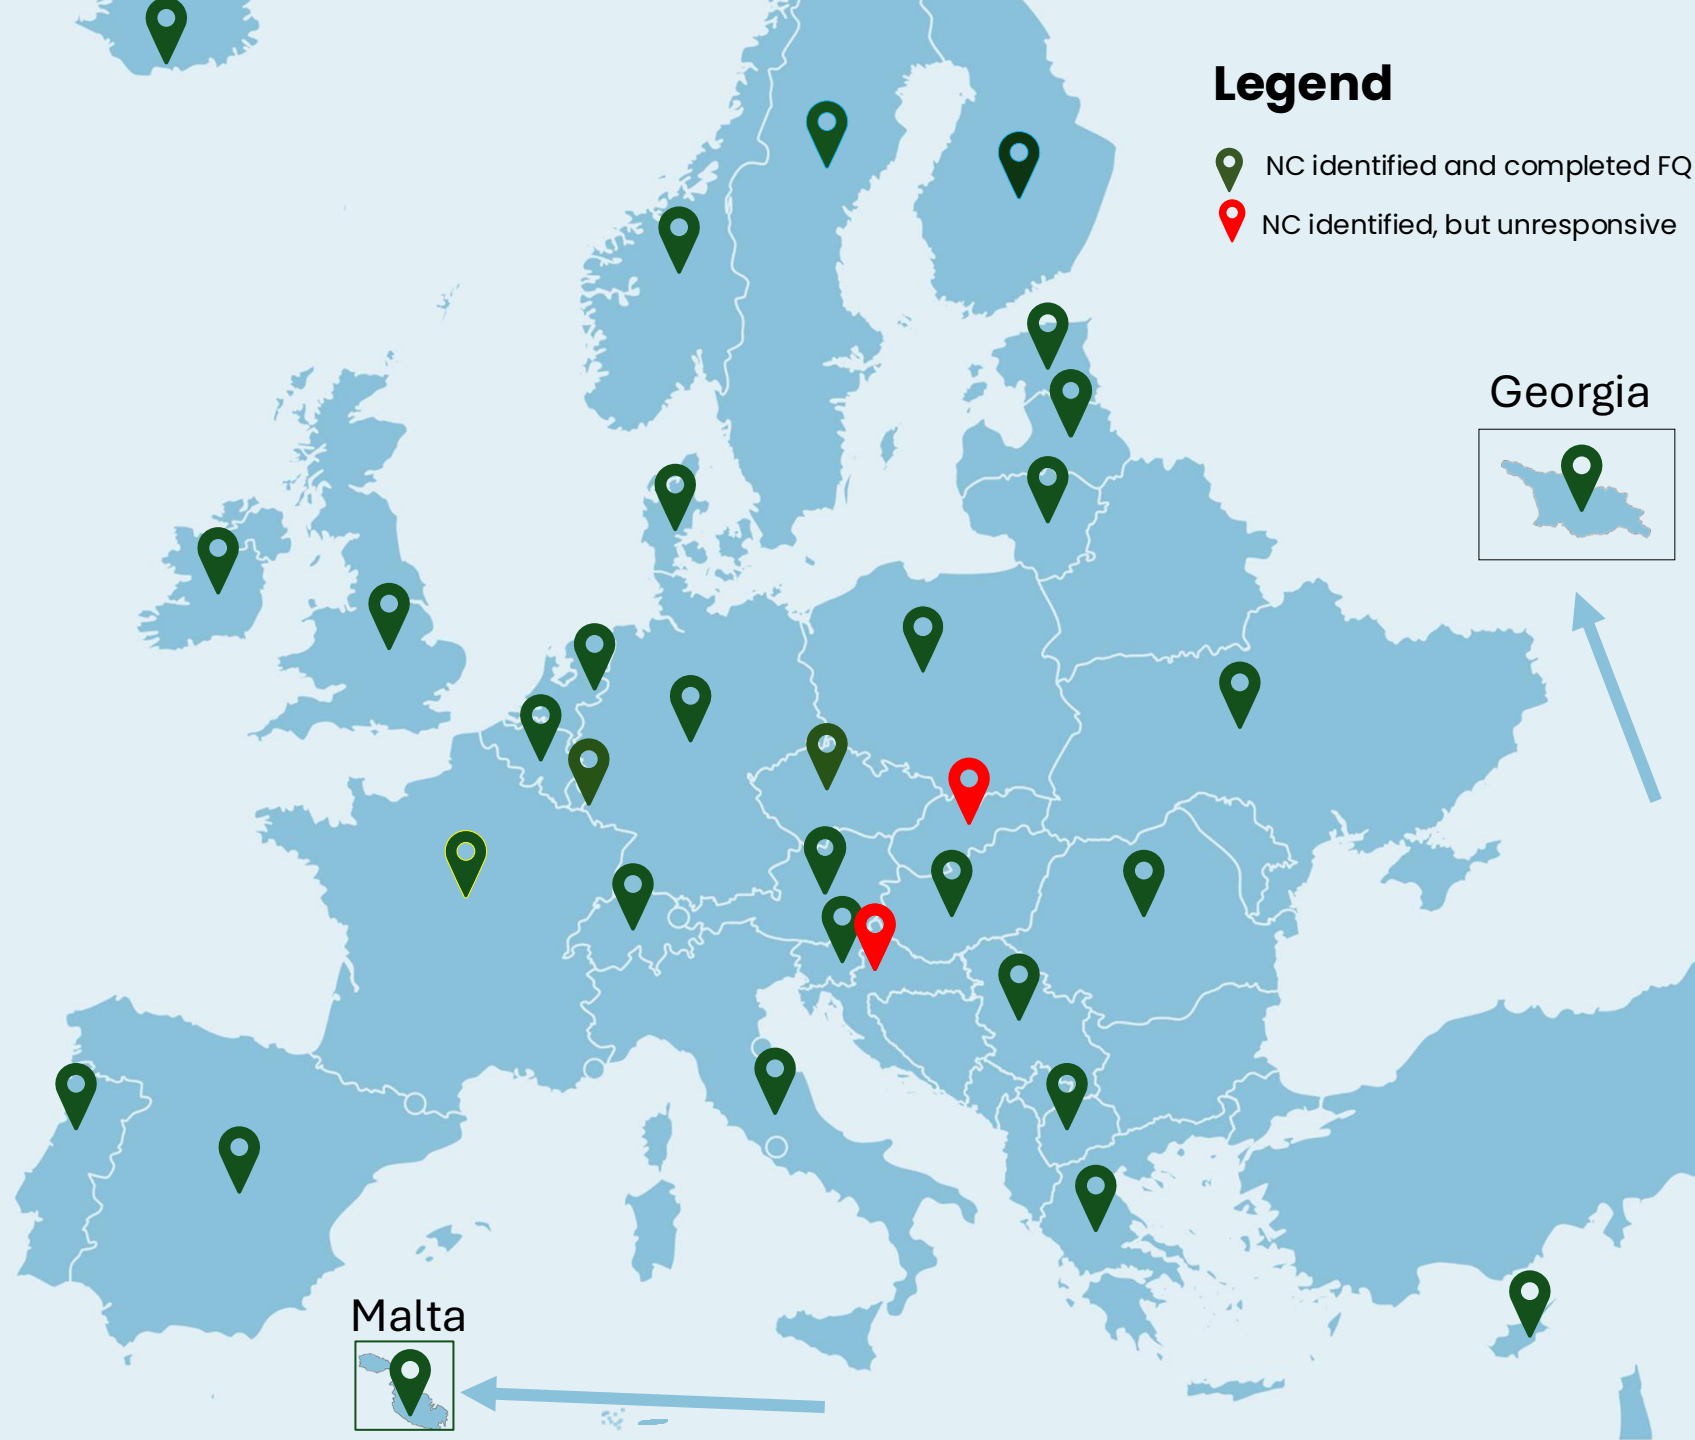 Legend
NC identified and completed FQ
NC identified, but unresponsive
Georgia
Malta